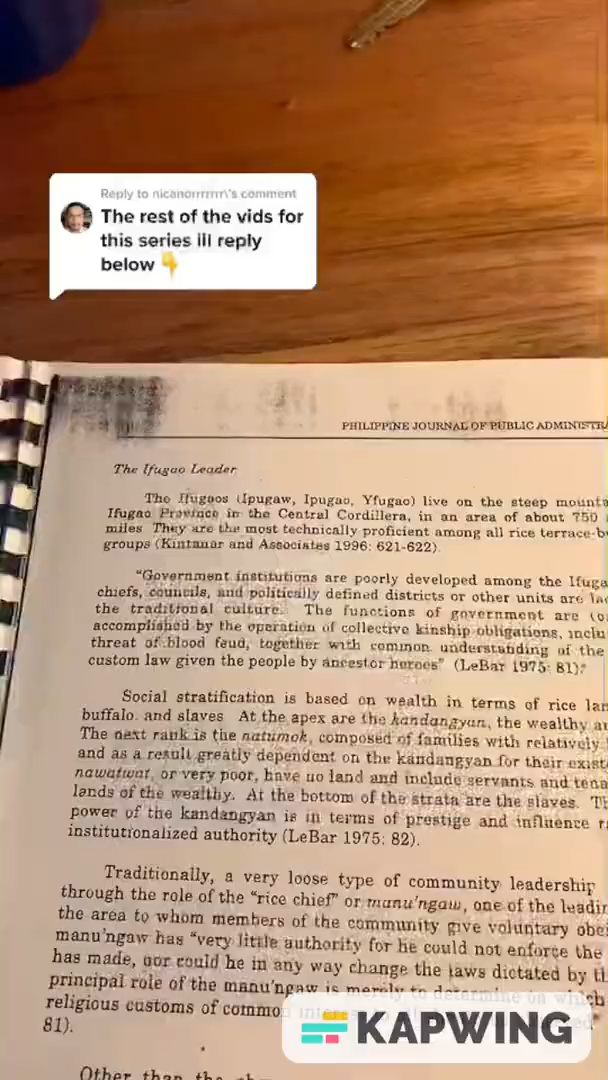 Reply to nicanorrrrrr\'s comment
The rest of the vids for
this series ill reply
below 👇
PHILIPPINE JOURNAL OF PUBLIC ADMINISTR
The Ifugao Leader
The Ifugaos (Ipugaw, Ipugao, Yfugao) live on the steep mounta
Ifugao Province in the Central Cordillera, in an area of about 750
miles They are the most technically proficient among all rice terrace-b
groups (Kintanar and Associates 1996: 621-622).
"Government institutions are poorly developed among the Ifuga
chiefs, councils, and politically defined districts or other units are la
the traditional culture. The functions of government are (o
accomplished by the operation of collective kinship obligations, inclu
threat of blood feud, together with common understanding of the
custom law given the people by ancestor heroes" (LeBar 1975: 81).
Social stratification is based on wealth in terms of rice lan
buffalo. and slaves At the apex are the kandangyan, the wealthy a
The next rank is the natumok, composed of families with relatively
and as a result greatly dependent on the kandangyan for their exist
nawatwat, or very poor, have no land and include servants and tena
lands of the wealthy. At the bottom of the strata are the slaves. Th
power of the kandangyan is in terms of prestige and influence r
institutionalized authority (LeBar 1975: 82).
Traditionally, a very loose type of community leadership
through the role of the "rice chief" or manu'ngaw, one of the leadin
the area to whom members of the community give voluntary obe
manu'ngaw has "very little authority for he could not enforce the
has made, nor could he in any way change the laws dictated by t
principal role of the manu'ngaw is merely to determine on which
religious customs of common
81).
Other than the
KAPWING